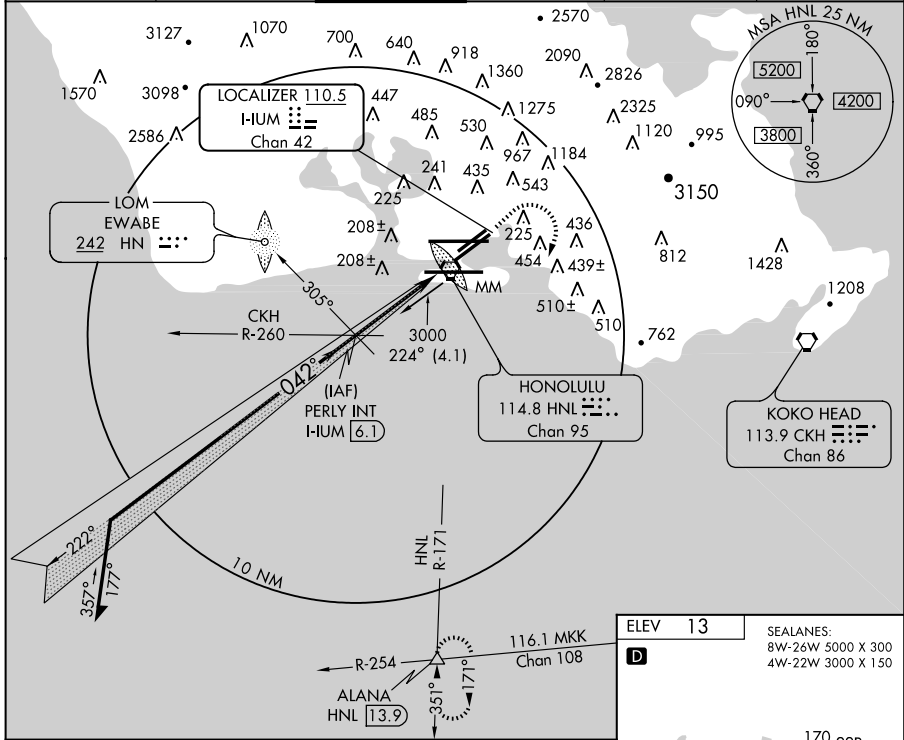 2570
3127
1070
700
640
918
2090
2826
1360
1570
3098
LOCALIZER 110.5
I-IUM
Chan 42
447
1275
2325
485
530
1120
995
2586
967
1184
241
435
543
225
3150
MSA HNL 25 NM
180°
5200
090°
4200
3800
360°
LOM
EWABE
242 HN
208±
225
436
454
439±
812
1428
208±
MM
510±
510
305°
1208
762
CKH
R-260
3000
224° (4.1)
042°
(IAF)
PERLY INT
I-IUM 6.1
HONOLULU
114.8 HNL
Chan 95
KOKO HEAD
113.9 CKH
Chan 86
222°
357°
177°
10 NM
HNL
R-171
116.1 MKK
Chan 108
R-254
ALANA
HNL 13.9
351°
171°
ELEV 13
D
SEALANES:
8W-26W 5000 X 300
4W-22W 3000 X 150